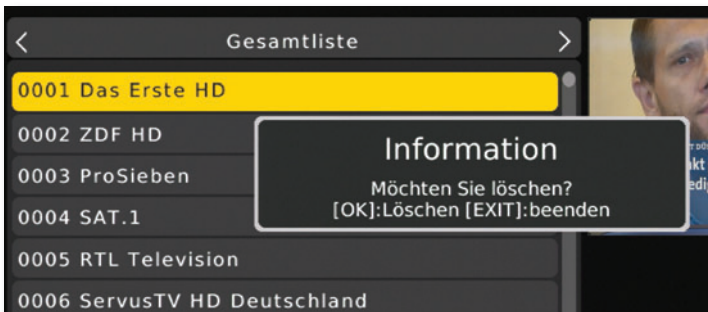 Gesamtliste
0001 Das Erste HD
0002 ZDF HD
0003 ProSieben
0004 SAT.1
0005 RTL Television
0006 ServusTV HD Deutschland
Information
Möchten Sie löschen?
[OK]:Löschen [EXIT]:beenden